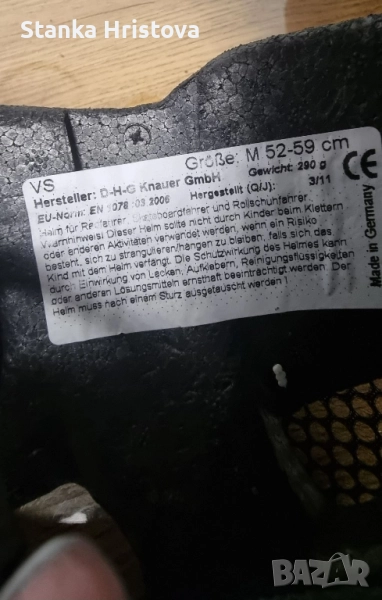 Stanka Hristova
VS
Größe: M 52-59 cm
Hersteller: D-H-G Knauer GmbH
Gewicht: 290 g
EU-Norm: EN 1078 :03.2006
Hergestellt (Q/J): 3/11
CE
Made in Germany
Helm für Radfahrer, Skateboardfahrer und Rollschuhfahrer
Warnhinweis! Dieser Helm sollte nicht durch Kinder beim Klettern
oder anderen Aktivitäten verwendet werden, wenn ein Risiko
besteht, sich zu strangulieren/hängen zu bleiben, falls sich das
Kind mit dem Helm verfängt. Die Schutzwirkung des Helmes kann
durch Einwirkung von Lacken, Aufklebern, Reinigungsflüssigkeiten
oder anderen Lösungsmitteln ernsthaft beeinträchtigt werden. Der
Helm muss nach einem Sturz ausgetauscht werden !
BAZAR